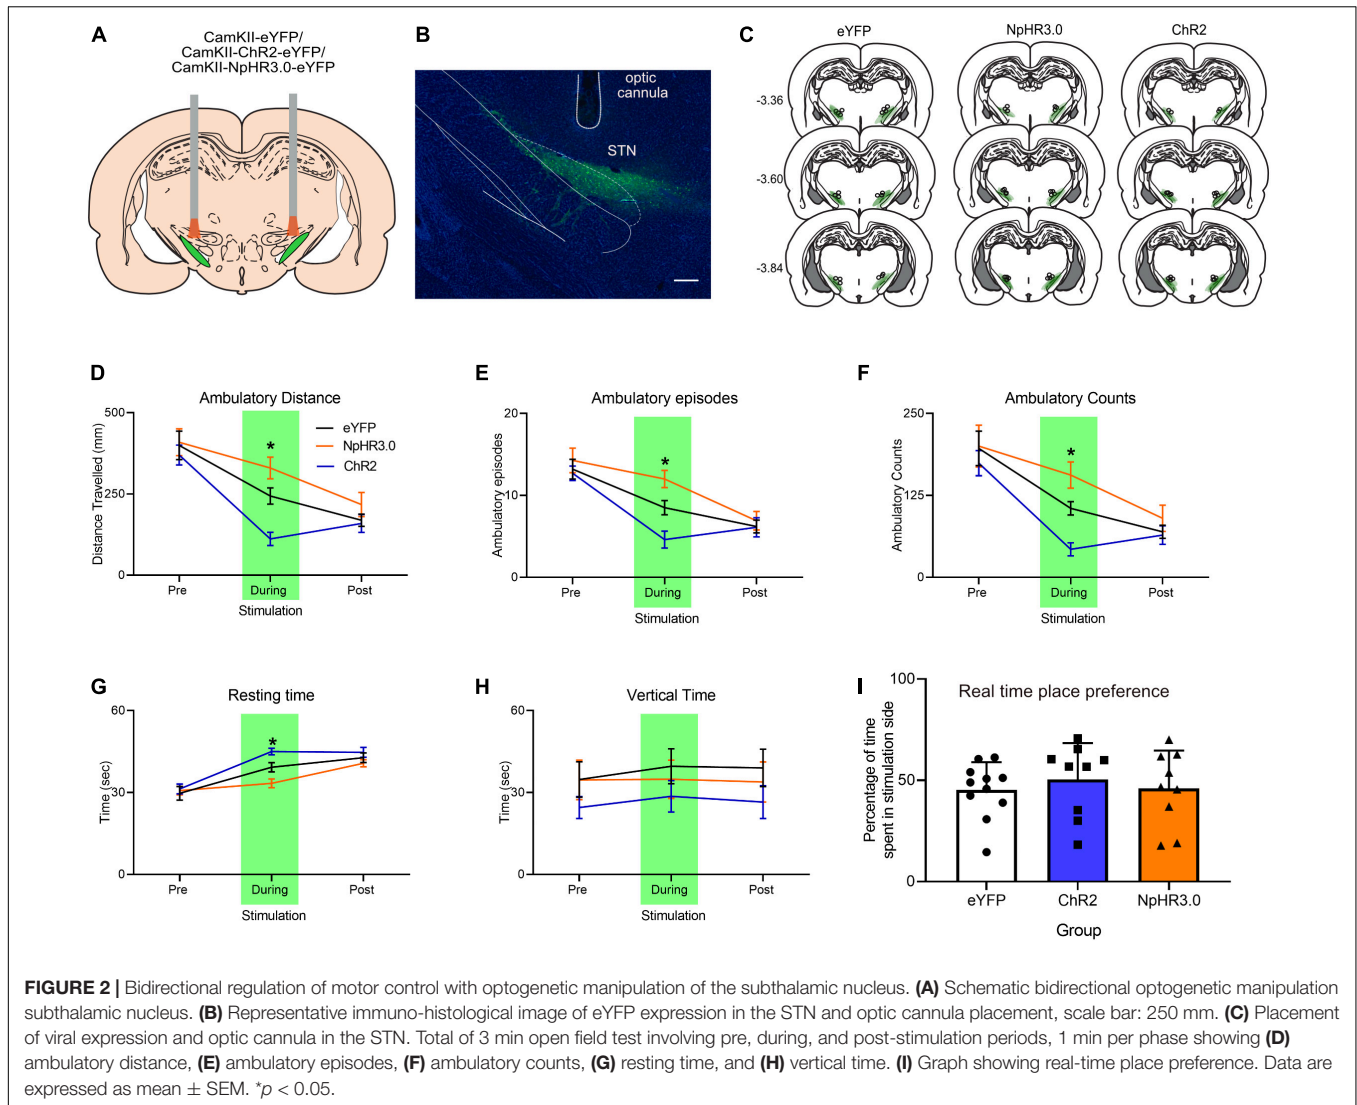 A
CamKII-eYFP/
CamKII-ChR2-eYFP/
CamKII-NpHR3.0-eYFP
B
optic
cannula
STN
C
eYFP
NpHR3.0
ChR2
-3.36
-3.60
-3.84
D
Ambulatory Distance
Distance Travelled (mm)
500
250
0
*
eYFP
NpHR3.0
ChR2
Pre
During
Post
Stimulation
E
Ambulatory episodes
Ambulatory episodes
20
10
0
*
Pre
During
Post
Stimulation
F
Ambulatory Counts
Ambulatory Counts
250
125
0
*
Pre
During
Post
Stimulation
G
Resting time
Time (sec)
60
30
0
*
Pre
During
Post
Stimulation
H
Vertical Time
Time (sec)
60
30
0
Pre
During
Post
Stimulation
I
Real time place preference
Percentage of time
spent in stimulation side
100
50
0
eYFP
ChR2
NpHR3.0
Group
FIGURE 2 | Bidirectional regulation of motor control with optogenetic manipulation of the subthalamic nucleus. (A) Schematic bidirectional optogenetic manipulation
subthalamic nucleus. (B) Representative immuno-histological image of eYFP expression in the STN and optic cannula placement, scale bar: 250 mm. (C) Placement
of viral expression and optic cannula in the STN. Total of 3 min open field test involving pre, during, and post-stimulation periods, 1 min per phase showing (D)
ambulatory distance, (E) ambulatory episodes, (F) ambulatory counts, (G) resting time, and (H) vertical time. (I) Graph showing real-time place preference. Data are
expressed as mean ± SEM. *p < 0.05.